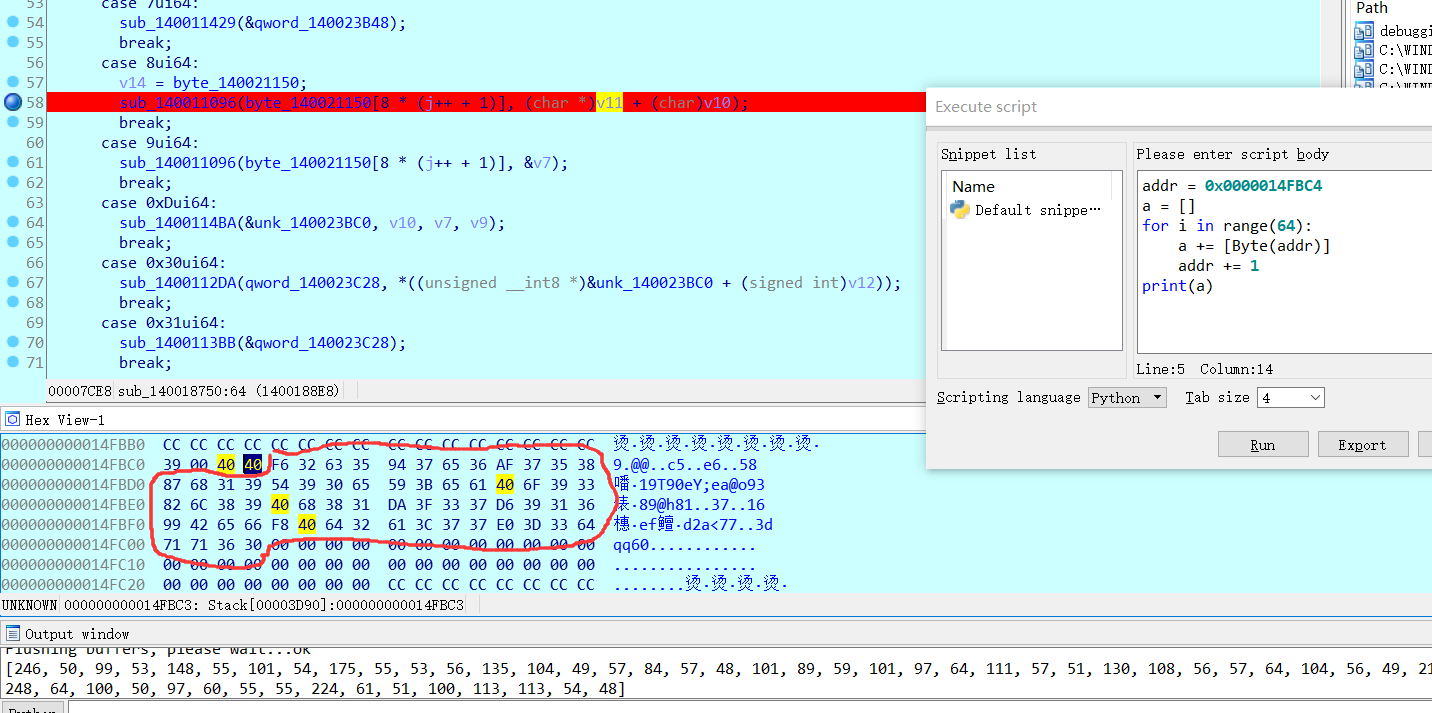 53 case 7ui64:
54 sub_140011429(&qword_140023B48);
55 break;
56 case 8ui64:
57 v14 = byte_140021150;
58 sub_140011096(byte_140021150[8 * (j++ + 1)], (char *)v11 + (char)v10);
59 break;
60 case 9ui64:
61 sub_140011096(byte_140021150[8 * (j++ + 1)], &v7);
62 break;
63 case 0xDui64:
64 sub_1400114BA(&unk_140023BC0, v10, v7, v9);
65 break;
66 case 0x30ui64:
67 sub_1400112DA(qword_140023C28, *((unsigned __int8 *)&unk_140023BC0 + (signed int)v12));
68 break;
69 case 0x31ui64:
70 sub_1400113BB(&qword_140023C28);
71 break;
00007CE8 sub_140018750:64 (1400188E8)
Path
debuggi
C:\WIND
C:\WIND
Execute script
Snippet list
Name
Default snippe…
Please enter script body
addr = 0x0000014FBC4
a = []
for i in range(64):
a += [Byte(addr)]
addr += 1
print(a)
Line:5 Column:14
Scripting language Python Tab size 4
Run Export
Hex View-1
000000000014FBB0 CC CC CC CC CC CC CC CC CC CC CC CC CC CC CC CC 烫·烫·烫·烫·烫·烫·烫·烫·
000000000014FBC0 39 00 40 40 F6 32 63 35 94 37 65 36 AF 37 35 38 9.@@..c5..e6..58
000000000014FBD0 87 68 31 39 54 39 30 65 59 3B 65 61 40 6F 39 33 噃·19T90eY;ea@o93
000000000014FBE0 82 6C 38 39 40 68 38 31 DA 3F 33 37 D6 39 31 36 ·89@h81..37..16
000000000014FBF0 99 42 65 66 F8 40 64 32 61 3C 37 37 E0 3D 33 64 ·ef·d2a<77..3d
000000000014FC00 71 71 36 30 00 00 00 00 00 00 00 00 00 00 00 00 qq60............
000000000014FC10 00 00 00 00 00 00 00 00 00 00 00 00 00 00 00 00 ................
000000000014FC20 00 00 00 00 00 00 00 00 CC CC CC CC CC CC CC CC ........烫·烫·烫·烫·
UNKNOWN 000000000014FBC3: Stack[00003D90]:000000000014FBC3
Output window
Flushing buffers, please wait...ok
[246, 50, 99, 53, 148, 55, 101, 54, 175, 55, 53, 56, 135, 104, 49, 57, 84, 57, 48, 101, 89, 59, 101, 97, 64, 111, 57, 51, 130, 108, 56, 57, 64, 104, 56, 49, 21
248, 64, 100, 50, 97, 60, 55, 55, 224, 61, 51, 100, 113, 113, 54, 48]
Python